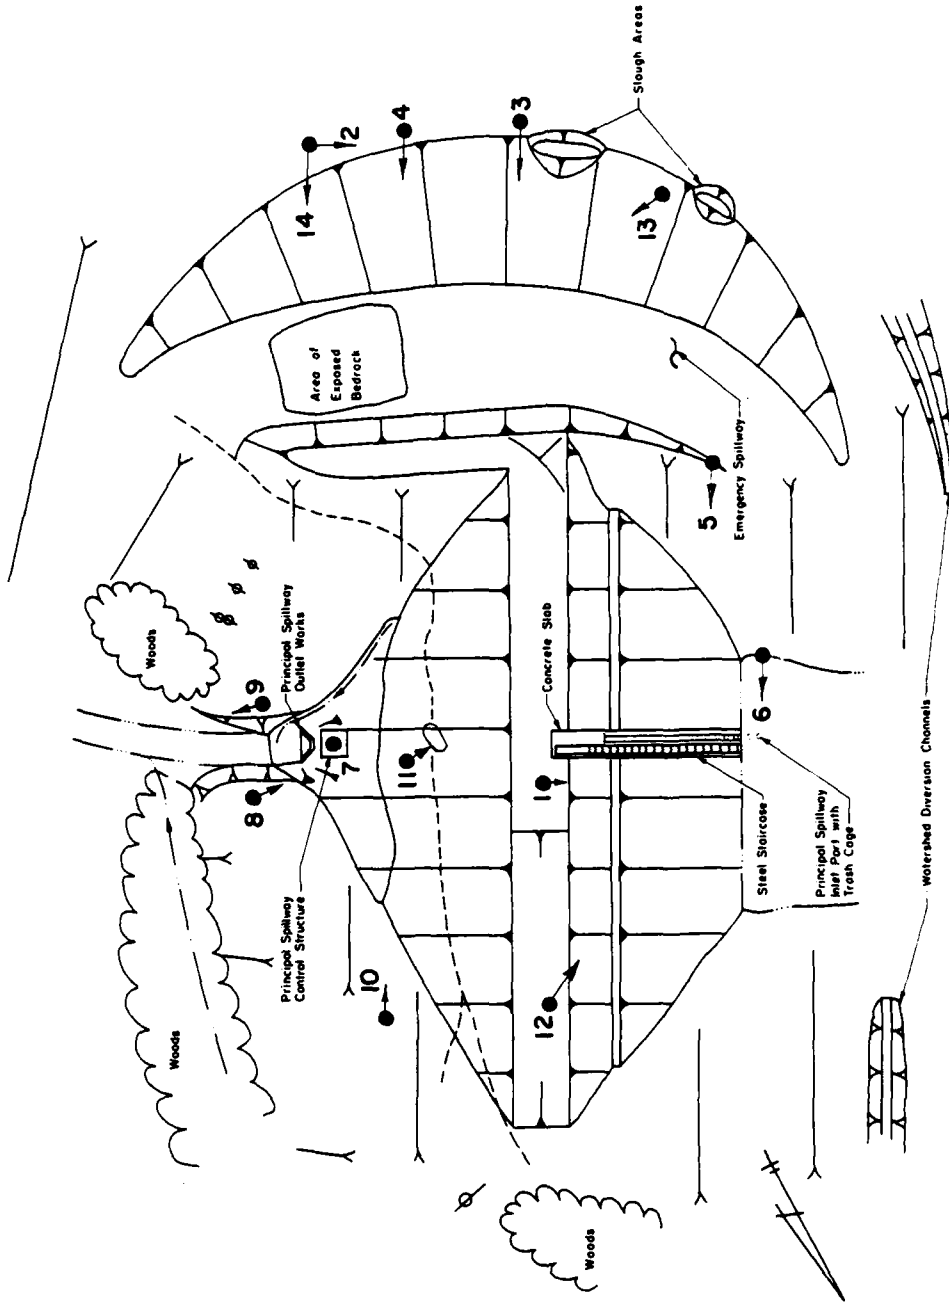 Slough Areas
3
4
2
14
13
Area of
Exposed
Bedrock
Emergency Spillway
5
Woods
Principal Spillway
Outlet Works
9
Concrete Slab
6
7
11
1
8
Steel Staircase
Principal Spillway
Inlet Port with
Trash Cage
Watershed Diversion Channels
Principal Spillway
Control Structure
10
12
Woods
Woods